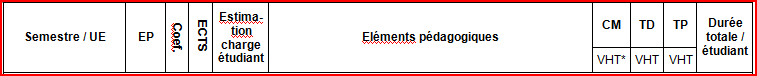 Semestre / UE
EP
Coef.
ECTS
Estima-
tion
charge
étudiant
Eléments pédagogiques
CM
TD
TP
VHT*
VHT
VHT
Durée
totale /
étudiant